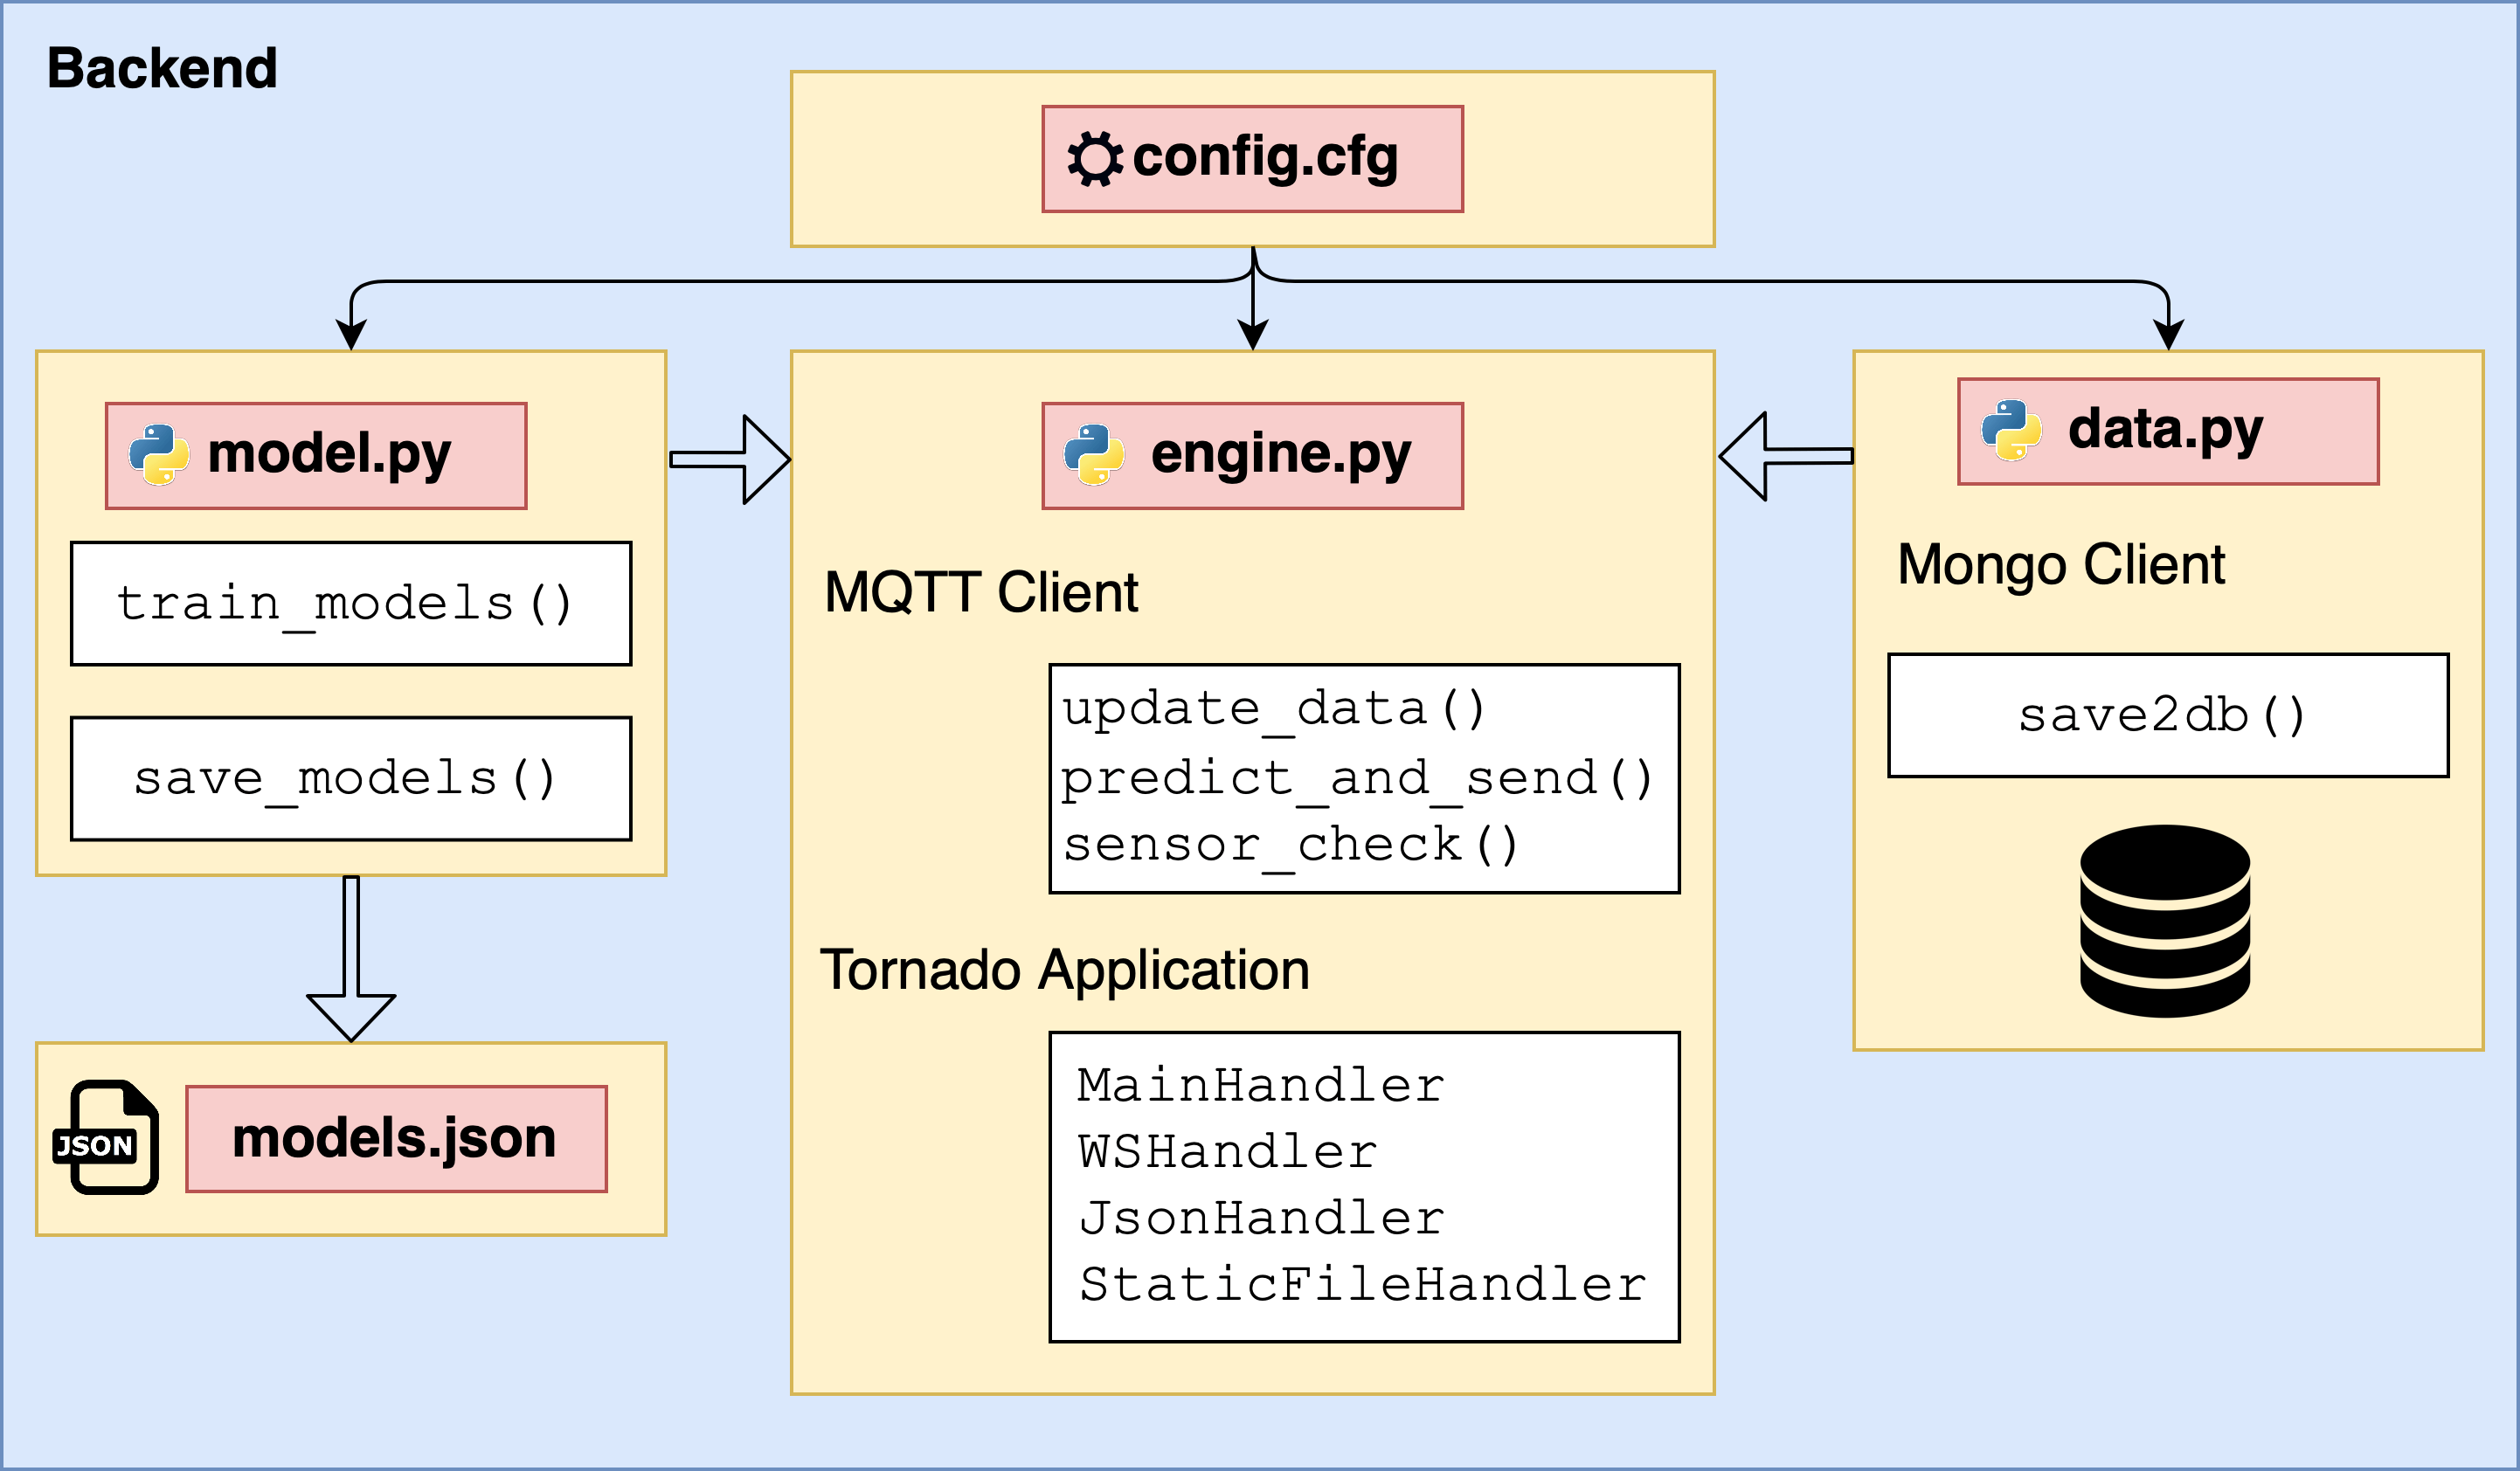 Backend
config.cfg
model.py
train_models()
save_models()
JSON
models.json
engine.py
MQTT Client
update_data()
predict_and_send()
sensor_check()
Tornado Application
MainHandler
WSHandler
JsonHandler
StaticFileHandler
data.py
Mongo Client
save2db()